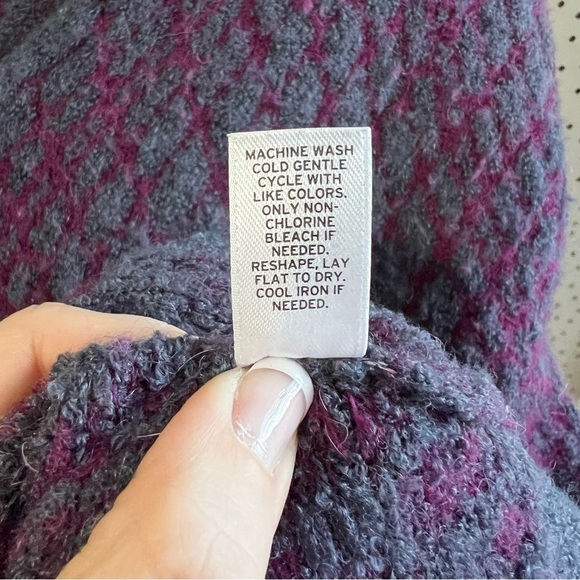 MACHINE WASH
COLD GENTLE
CYCLE WITH
LIKE COLORS.
ONLY NON-
CHLORINE
BLEACH IF
NEEDED.
RESHAPE, LAY
FLAT TO DRY.
COOL IRON IF
NEEDED.